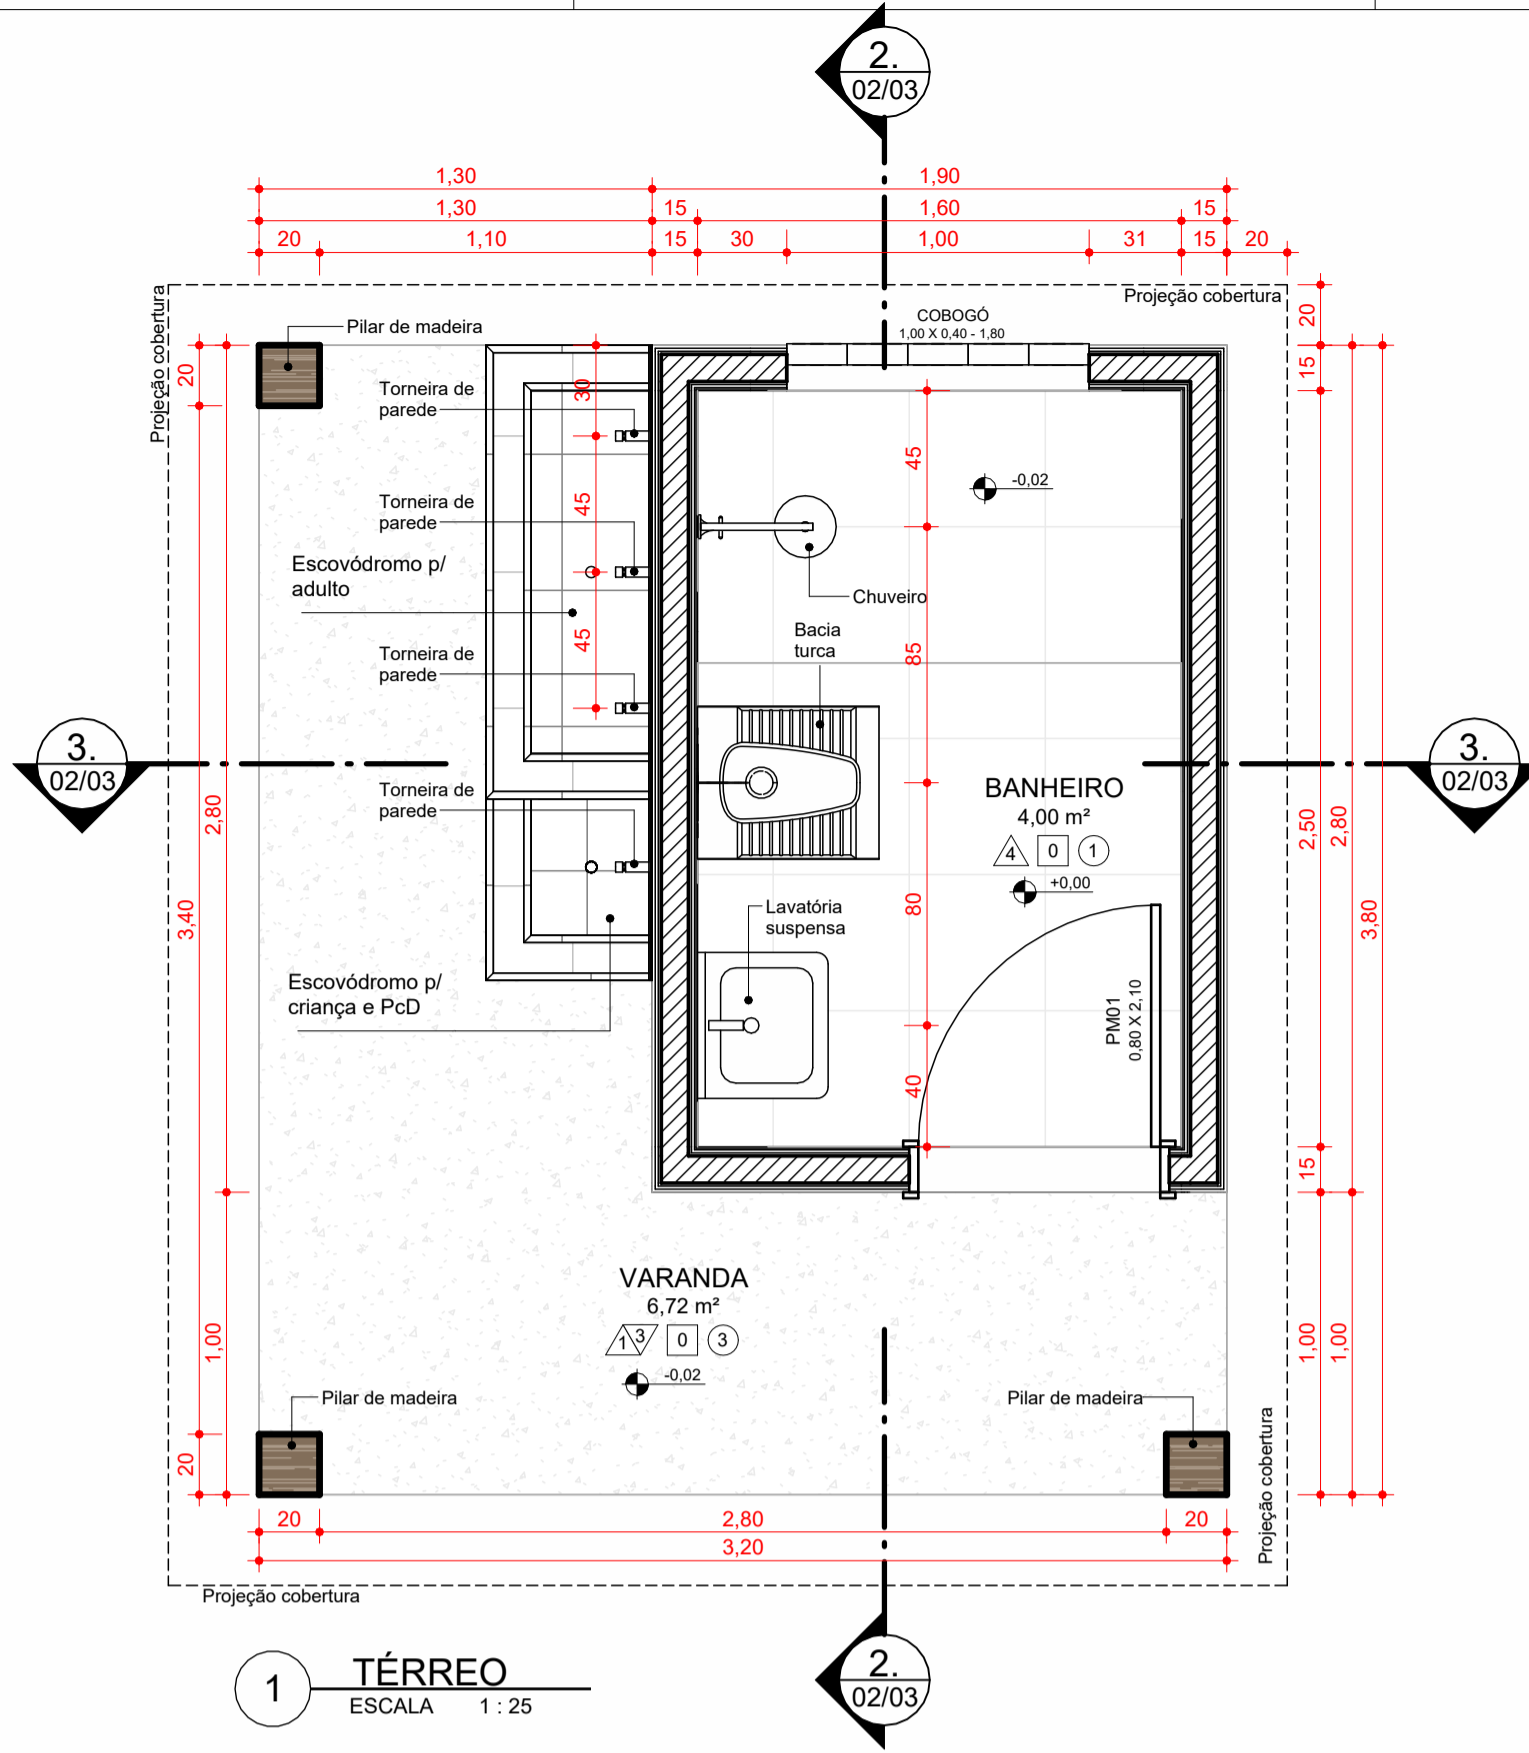 2.
02/03
1,30
1,90
1,30
15
1,60
15
20
1,10
15
30
1,00
31
15
20
Projeção cobertura
Projeção cobertura
20
COBOGÓ
1,00 X 0,40 - 1.80
Pilar de madeira
20
30
15
Torneira de
parede
45
-0,02
Torneira de
parede
45
Escovódromo p/
adulto
Chuveiro
Bacia
turca
45
85
Torneira de
parede
3.
02/03
3.
02/03
Torneira de
parede
2,80
BANHEIRO
4,00 m²
4
0
1
+0,00
2,50
2,80
3,40
80
3,80
Lavatória
suspensa
Escovódromo p/
criança e PcD
PM01
0,80 X 2,10
40
15
VARANDA
6,72 m²
1
3
0
3
-0,02
1,00
1,00
1,00
Pilar de madeira
Pilar de madeira
20
Projeção cobertura
20
2,80
20
3,20
Projeção cobertura
1
TÉRREO
ESCALA 1 : 25
2.
02/03